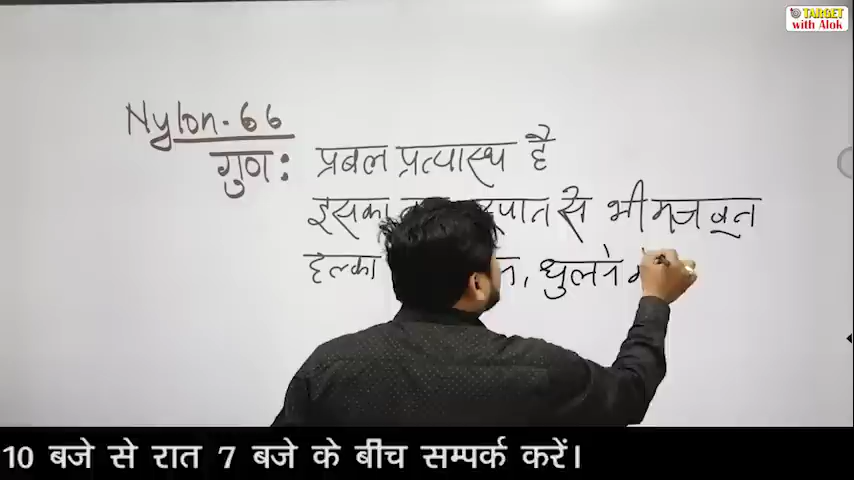 TARGET
with Alok
Nylon-66
गुण: प्रबल प्रत्यास्थ है
इसका से भी मजबूत
हल्का , धुलने
10 बजे से रात 7 बजे के बीच सम्पर्क करें।